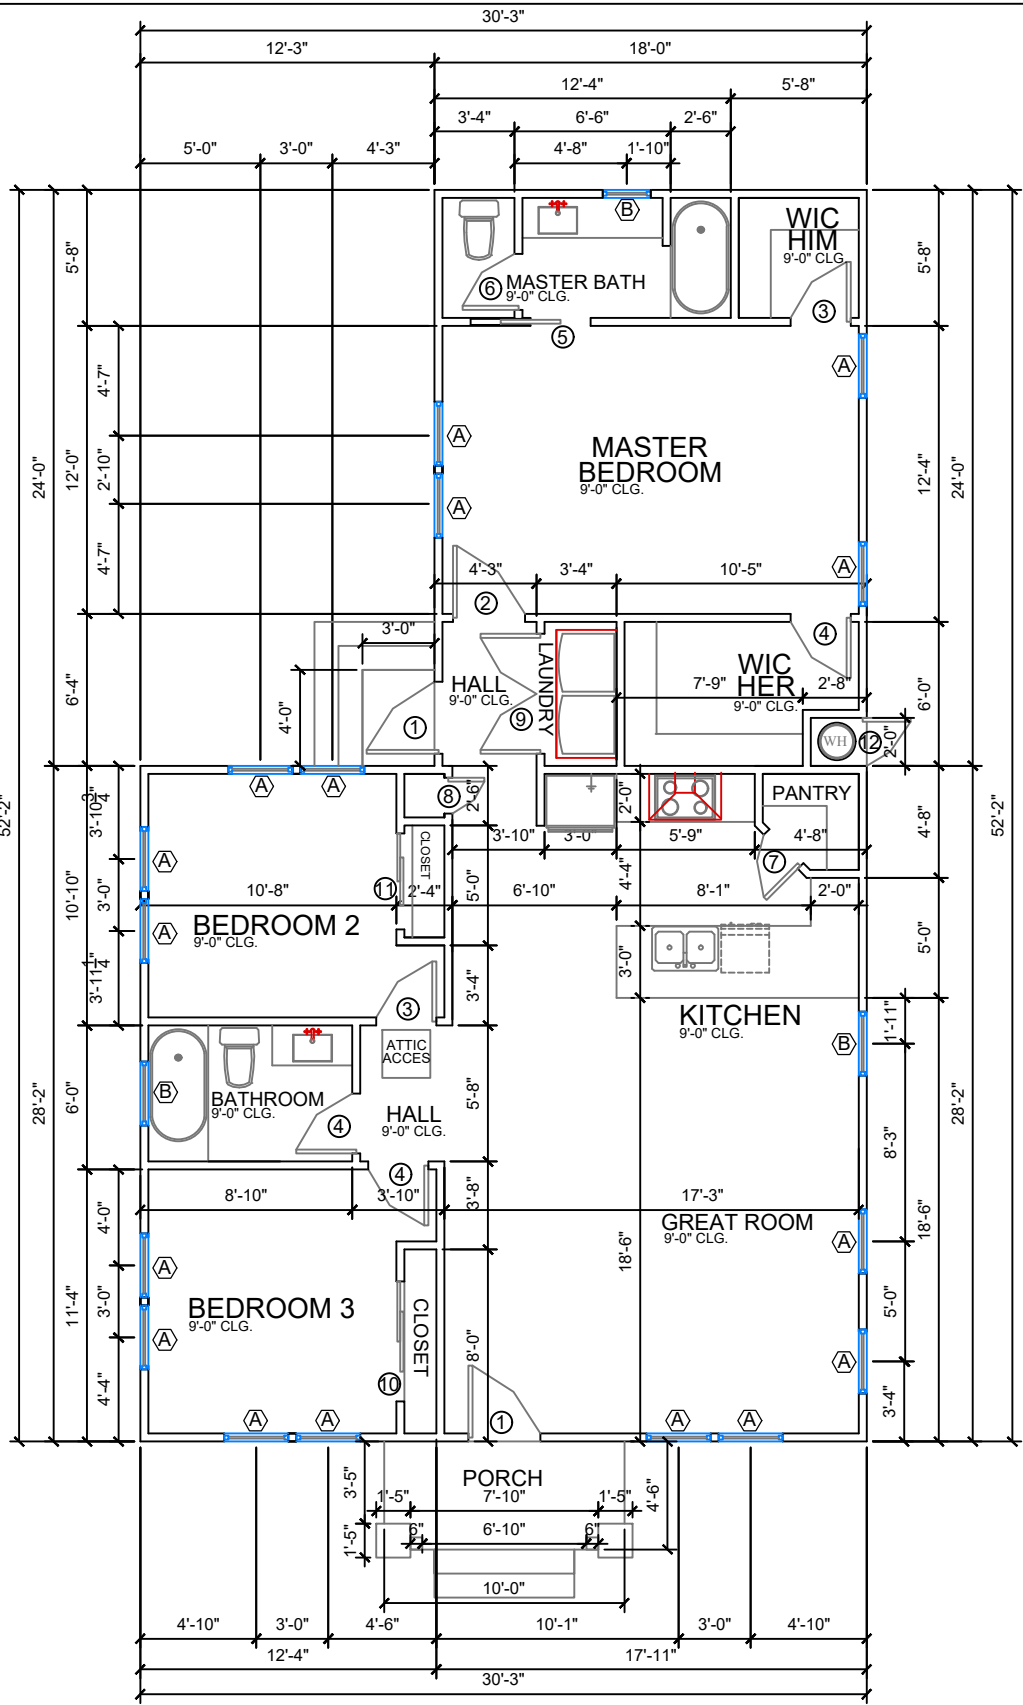 30'-3"
12'-3" 18'-0"
12'-4" 5'-8"
3'-4" 6'-6" 2'-6"
5'-0" 3'-0" 4'-3" 4'-8" 1'-10"
B
WIC
HIM
9'-0" CLG.
5'-8" 5'-8"
6 MASTER BATH
9'-0" CLG.
3
5
A
4'-7"
A
MASTER
BEDROOM
9'-0" CLG.
24'-0" 12'-0" 2'-10" 12'-4" 24'-0"
A
4'-7"
A
4'-3" 3'-4" 10'-5"
2
3'-0" 4
LAUNDRY
WIC
HER
9'-0" CLG.
HALL
9'-0" CLG.
7'-9" 2'-8"
6'-4" 4'-0" 6'-0"
1 9
WH 12 2'-0"
A A
8 2'-6" 2'-0" PANTRY
52'-2" 3'-10 3/4" 52'-2"
3'-10" 3'-0" 5'-9" 4'-8" 4'-8"
A CLOSET 7
4'-4"
10'-10" 3'-0" 10'-8" 11 2'-4" 5'-0" 6'-10" 8'-1" 2'-0"
A BEDROOM 2
9'-0" CLG.
3'-11 1/4" 3'-4" 3'-0" 5'-0"
3
KITCHEN
9'-0" CLG.
1'-11"
ATTIC
ACCES
B
B BATHROOM
9'-0" CLG.
28'-2" 6'-0" 5'-8" 28'-2"
HALL
9'-0" CLG.
4 8'-3"
4
8'-10" 3'-10" 3'-8" 17'-3"
4'-0" GREAT ROOM
9'-0" CLG.
18'-6" 18'-6"
A A
BEDROOM 3
9'-0" CLG.
11'-4" 3'-0" CLOSET 5'-0"
A 8'-0" A
10
4'-4" 3'-4"
A A 1 A A
PORCH
3'-5" 4'-6"
1'-5" 7'-10" 1'-5"
1'-5" 6" 6'-10" 6"
10'-0"
4'-10" 3'-0" 4'-6" 10'-1" 3'-0" 4'-10"
12'-4" 17'-11"
30'-3"